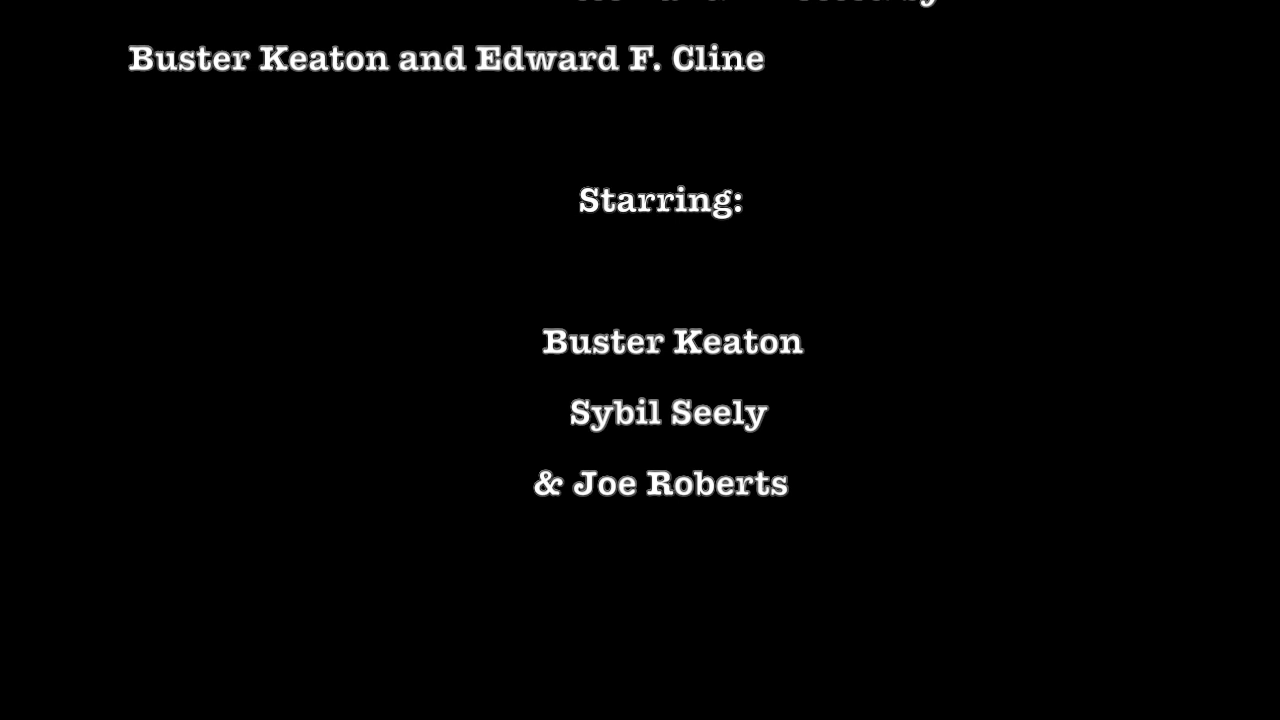 Buster Keaton and Edward F. Cline
Starring:
Buster Keaton
Sybil Seely
& Joe Roberts